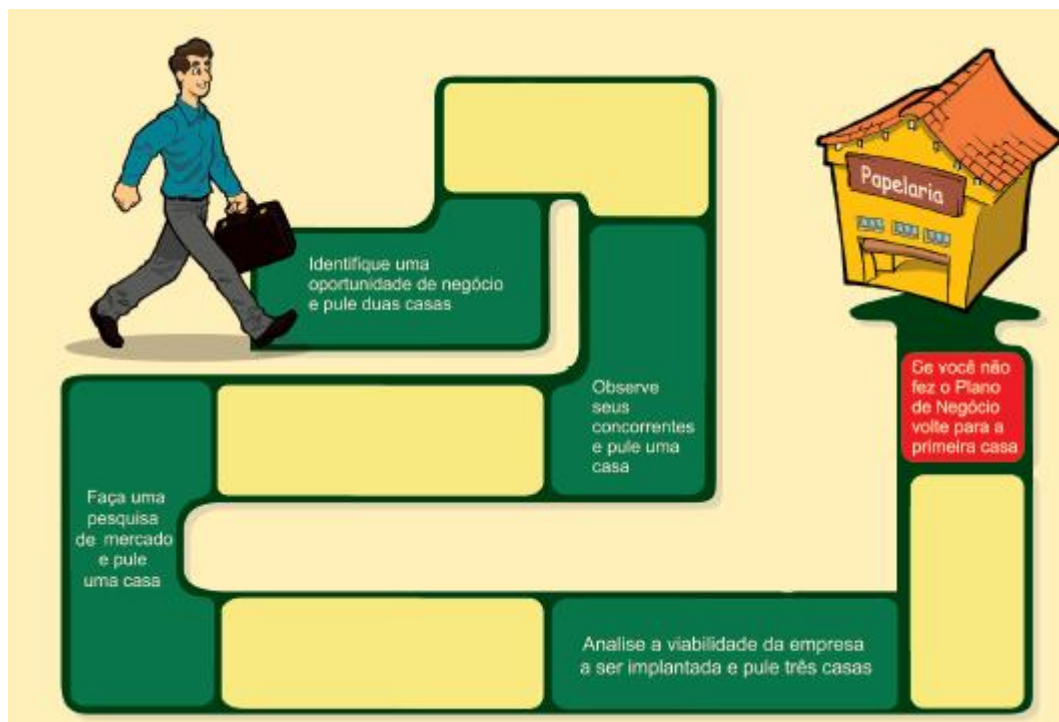 Papelaria
Identifique uma
oportunidade de negócio
e pule duas casas
Observe
seus
concorrentes
e pule uma
casa
Faça uma
pesquisa
de mercado
e pule
uma casa
Analise a viabilidade da empresa
a ser implantada e pule três casas
Se você não
fez o Plano
de Negócio
volte para a
primeira casa